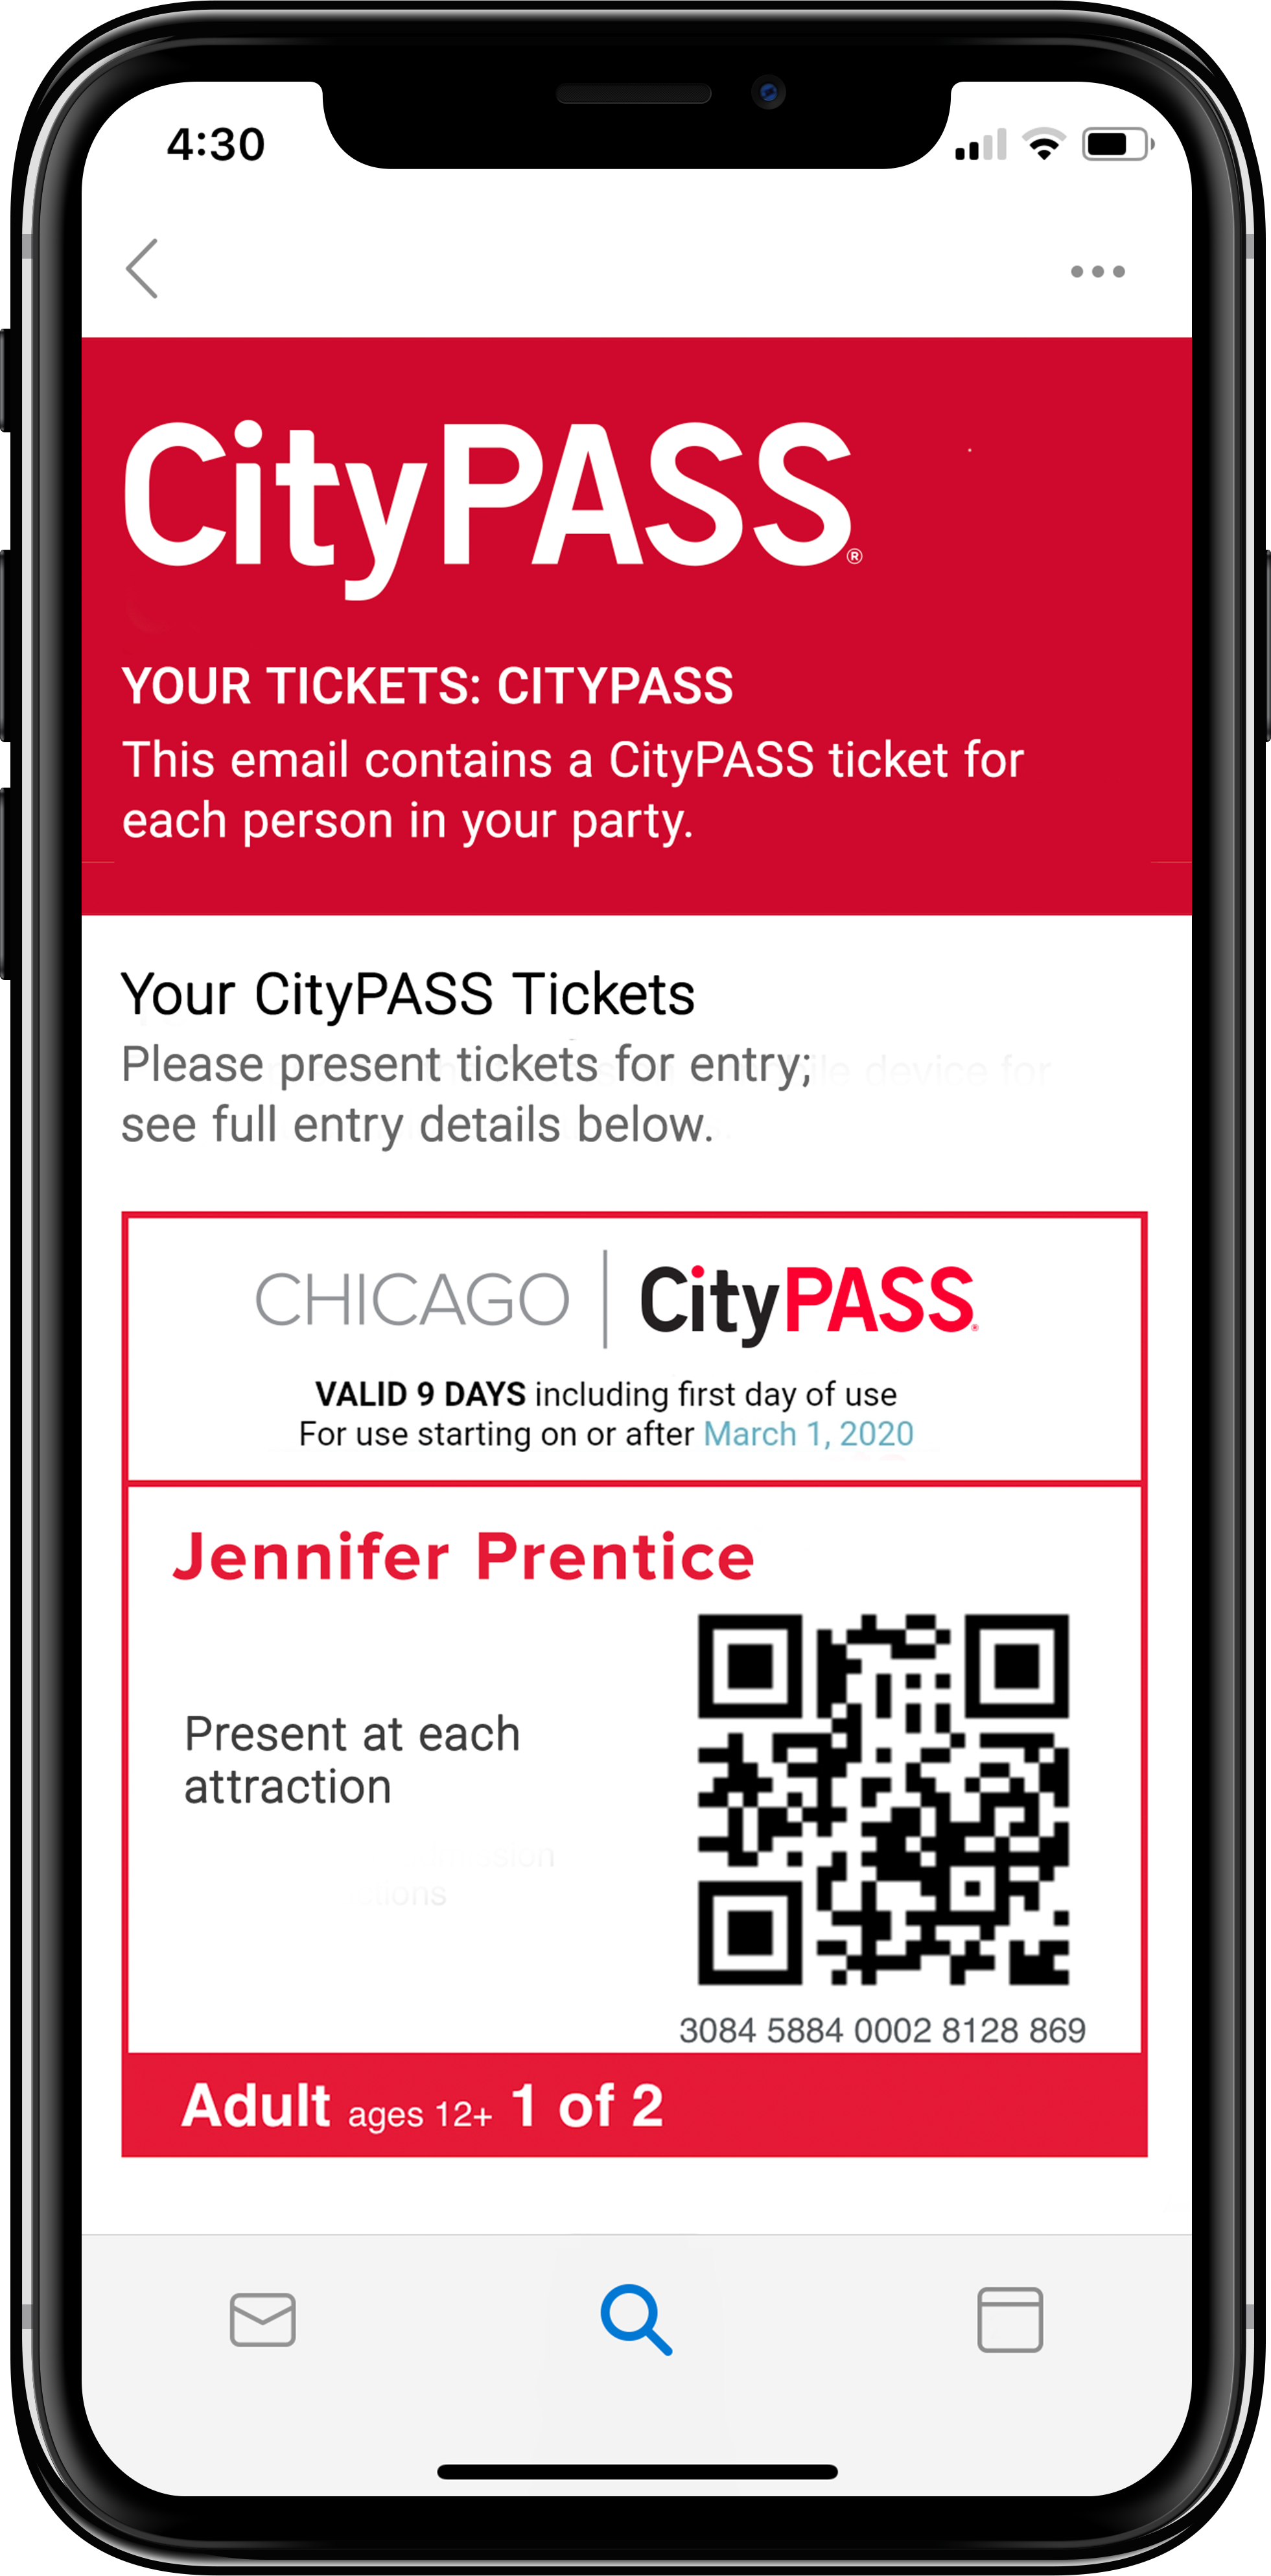 4:30
CityPASS®
YOUR TICKETS: CITYPASS
This email contains a CityPASS ticket for
each person in your party.
Your CityPASS Tickets
Please present tickets for entry;
see full entry details below.
CHICAGO | CityPASS®
VALID 9 DAYS including first day of use
For use starting on or after March 1, 2020
Jennifer Prentice
Present at each
attraction
3084 5884 0002 8128 869
Adult ages 12+ 1 of 2